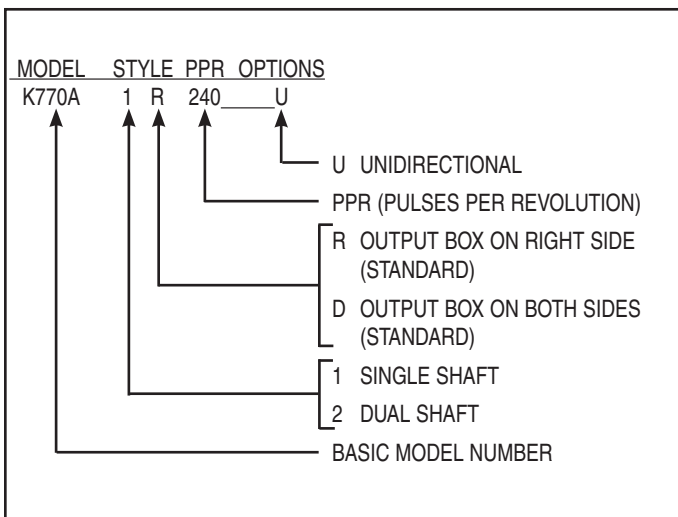 MODEL STYLE PPR OPTIONS
K770A 1 R 240____U
U UNIDIRECTIONAL
PPR (PULSES PER REVOLUTION)
R OUTPUT BOX ON RIGHT SIDE
(STANDARD)
D OUTPUT BOX ON BOTH SIDES
(STANDARD)
1 SINGLE SHAFT
2 DUAL SHAFT
BASIC MODEL NUMBER